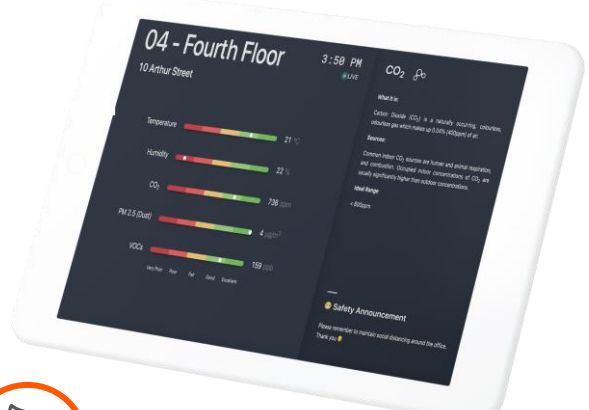 04 - Fourth Floor
10 Arthur Street
3:50 PM
LIVE
Temperature
21 °C
Humidity
22 %
CO₂
736 ppm
PM 2.5 (Dust)
4 µg/m³
VOCs
159 ppb
Very Poor Poor Fair Good Excellent
CO₂
What it is:
Carbon Dioxide (CO₂) is a naturally occurring, colourless,
odourless gas which makes up 0.04% (400ppm) of air.
Sources:
Common indoor CO₂ sources are human and animal respiration,
and combustion. Occupied indoor concentrations of CO₂ are
usually significantly higher than outdoor concentrations.
Ideal Range
< 800ppm
Safety Announcement
Please remember to maintain social distancing around the office.
Thank you